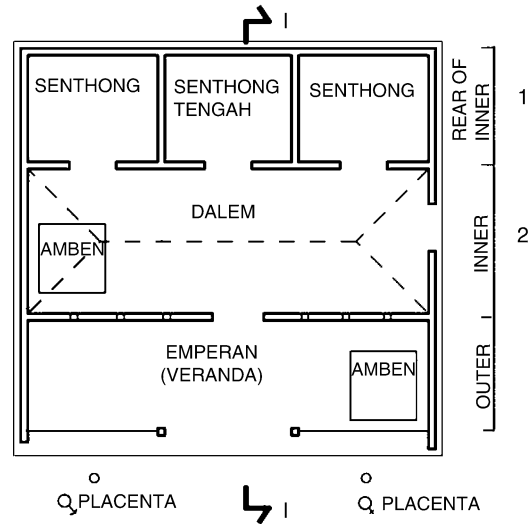 I
SENTHONG
SENTHONG
TENGAH
SENTHONG
REAR OF
INNER
1
DALEM
AMBEN
INNER
2
EMPERAN
(VERANDA)
AMBEN
OUTER
PLACENTA
I
PLACENTA